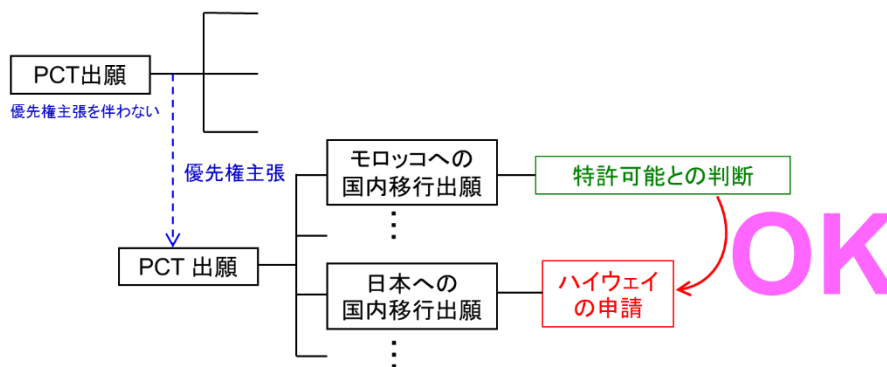 PCT出願
優先権主張を伴わない
優先権主張
モロッコへの
国内移行出願
特許可能との判断
OK
PCT 出願
日本への
国内移行出願
ハイウェイ
の申請